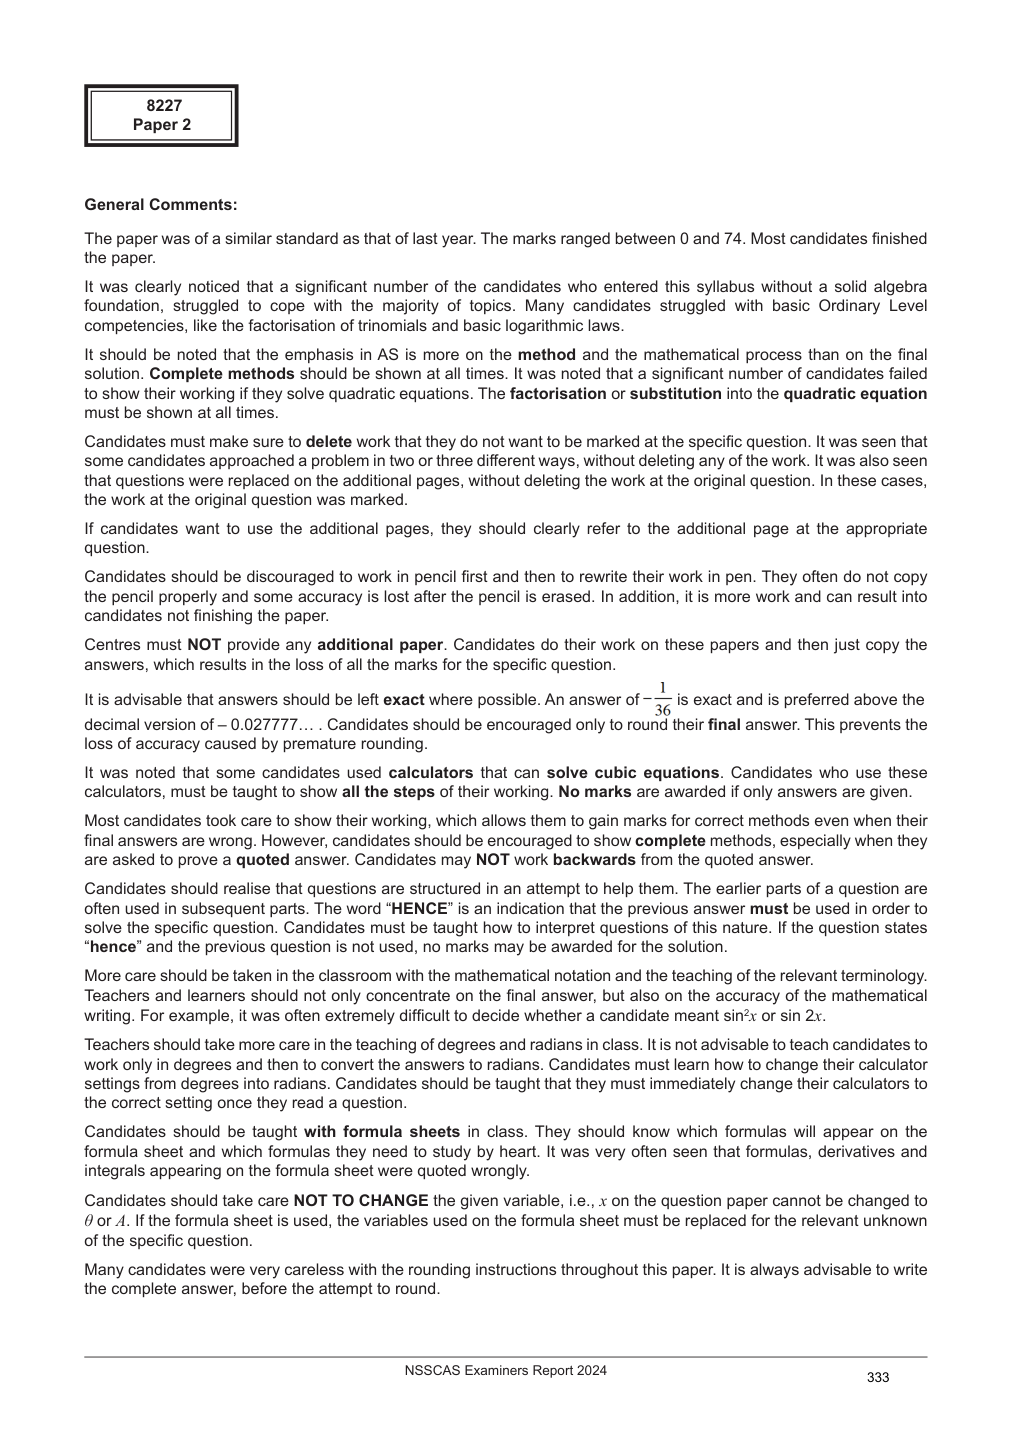 8227
Paper 2
General Comments:
The paper was of a similar standard as that of last year. The marks ranged between 0 and 74. Most candidates finished
the paper.
It was clearly noticed that a significant number of the candidates who entered this syllabus without a solid algebra
foundation, struggled to cope with the majority of topics. Many candidates struggled with basic Ordinary Level
competencies, like the factorisation of trinomials and basic logarithmic laws.
It should be noted that the emphasis in AS is more on the method and the mathematical process than on the final
solution. Complete methods should be shown at all times. It was noted that a significant number of candidates failed
to show their working if they solve quadratic equations. The factorisation or substitution into the quadratic equation
must be shown at all times.
Candidates must make sure to delete work that they do not want to be marked at the specific question. It was seen that
some candidates approached a problem in two or three different ways, without deleting any of the work. It was also seen
that questions were replaced on the additional pages, without deleting the work at the original question. In these cases,
the work at the original question was marked.
If candidates want to use the additional pages, they should clearly refer to the additional page at the appropriate
question.
Candidates should be discouraged to work in pencil first and then to rewrite their work in pen. They often do not copy
the pencil properly and some accuracy is lost after the pencil is erased. In addition, it is more work and can result into
candidates not finishing the paper.
Centres must NOT provide any additional paper. Candidates do their work on these papers and then just copy the
answers, which results in the loss of all the marks for the specific question.
It is advisable that answers should be left exact where possible. An answer of −1/36 is exact and is preferred above the
decimal version of – 0.027777… . Candidates should be encouraged only to round their final answer. This prevents the
loss of accuracy caused by premature rounding.
It was noted that some candidates used calculators that can solve cubic equations. Candidates who use these
calculators, must be taught to show all the steps of their working. No marks are awarded if only answers are given.
Most candidates took care to show their working, which allows them to gain marks for correct methods even when their
final answers are wrong. However, candidates should be encouraged to show complete methods, especially when they
are asked to prove a quoted answer. Candidates may NOT work backwards from the quoted answer.
Candidates should realise that questions are structured in an attempt to help them. The earlier parts of a question are
often used in subsequent parts. The word “HENCE” is an indication that the previous answer must be used in order to
solve the specific question. Candidates must be taught how to interpret questions of this nature. If the question states
“hence” and the previous question is not used, no marks may be awarded for the solution.
More care should be taken in the classroom with the mathematical notation and the teaching of the relevant terminology.
Teachers and learners should not only concentrate on the final answer, but also on the accuracy of the mathematical
writing. For example, it was often extremely difficult to decide whether a candidate meant sin²x or sin 2x.
Teachers should take more care in the teaching of degrees and radians in class. It is not advisable to teach candidates to
work only in degrees and then to convert the answers to radians. Candidates must learn how to change their calculator
settings from degrees into radians. Candidates should be taught that they must immediately change their calculators to
the correct setting once they read a question.
Candidates should be taught with formula sheets in class. They should know which formulas will appear on the
formula sheet and which formulas they need to study by heart. It was very often seen that formulas, derivatives and
integrals appearing on the formula sheet were quoted wrongly.
Candidates should take care NOT TO CHANGE the given variable, i.e., x on the question paper cannot be changed to
θ or A. If the formula sheet is used, the variables used on the formula sheet must be replaced for the relevant unknown
of the specific question.
Many candidates were very careless with the rounding instructions throughout this paper. It is always advisable to write
the complete answer, before the attempt to round.
NSSCAS Examiners Report 2024
333